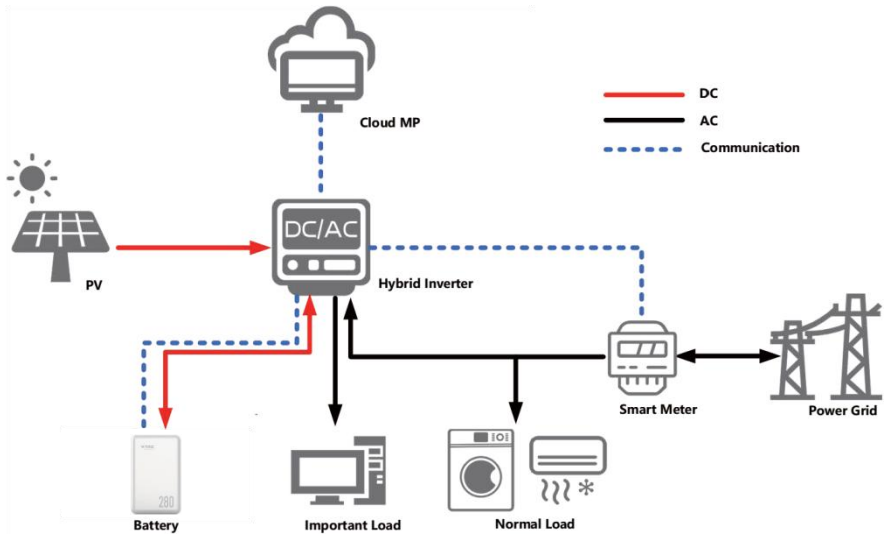 Cloud MP
DC
AC
Communication
DC/AC
PV
Hybrid Inverter
Smart Meter
Power Grid
280
Battery
Important Load
Normal Load